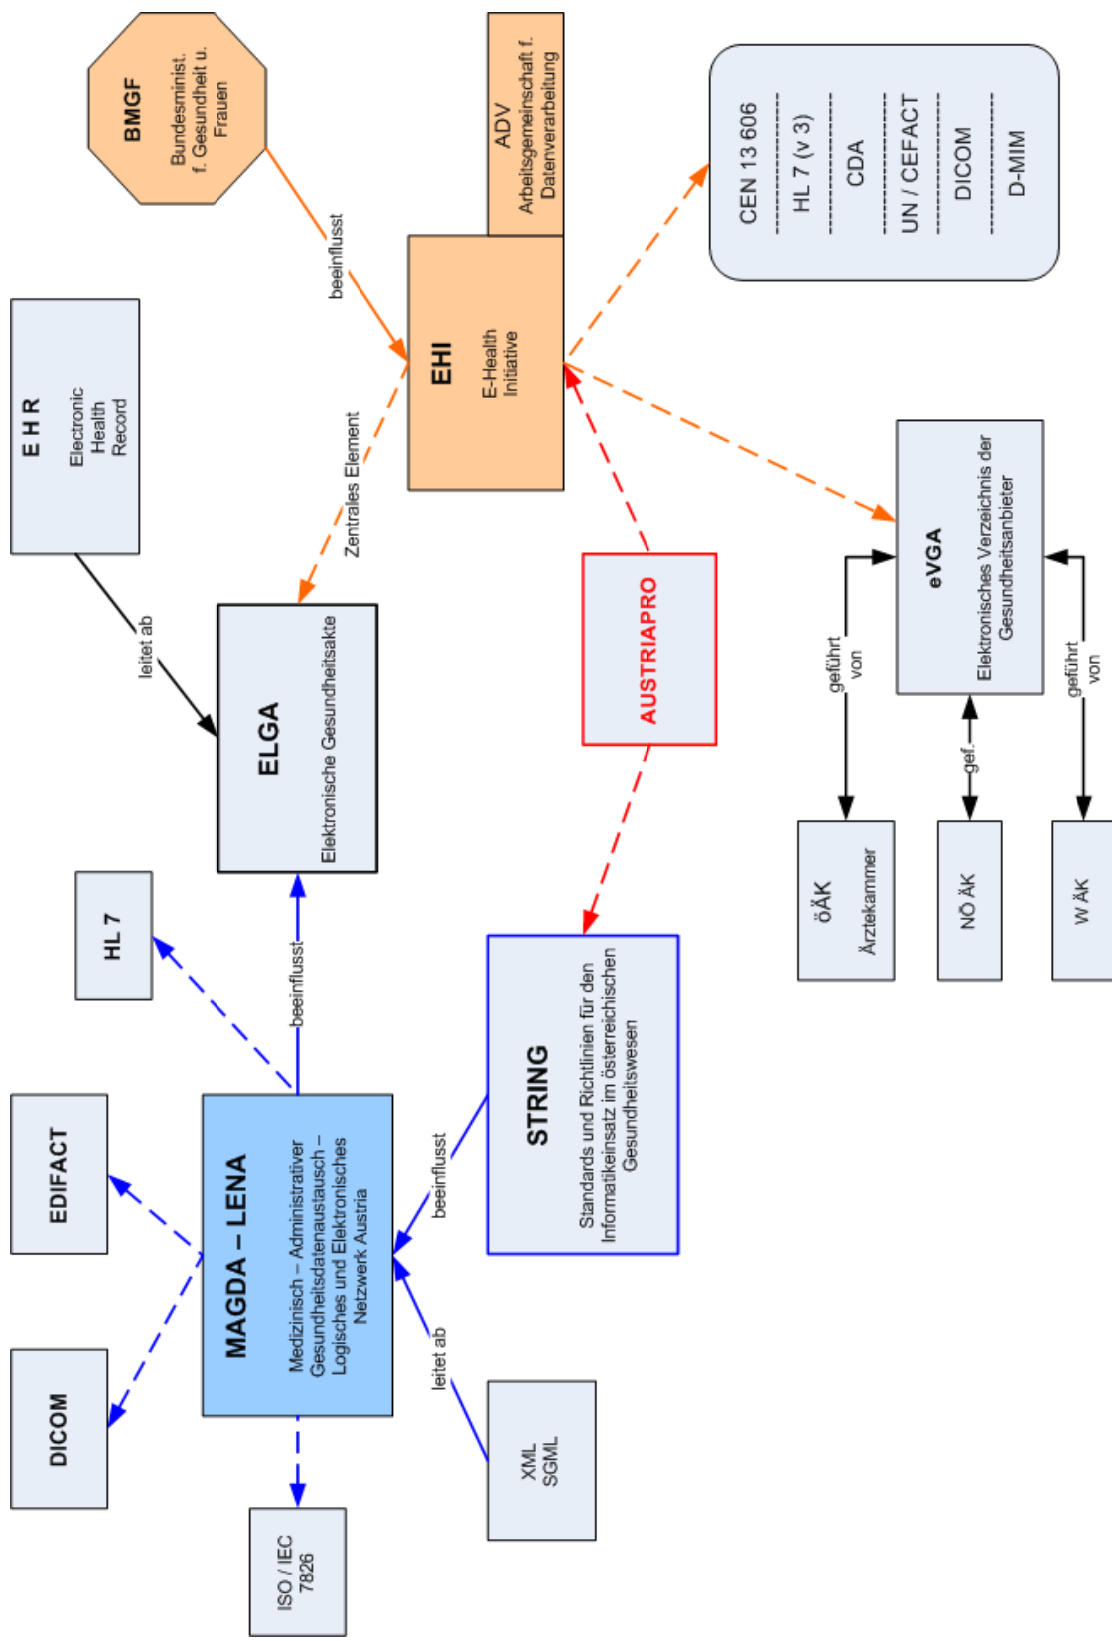 DICOM
EDIFACT
HL 7
E H R
Electronic
Health
Record
BMGF
Bundesminist.
f. Gesundheit u.
Frauen
leitet ab
beeinflusst
ISO / IEC
7826
MAGDA – LENA
Medizinisch – Administrativer
Gesundheitsdatenaustausch –
Logisches und Elektronisches
Netzwerk Austria
beeinflusst
ELGA
Elektronische Gesundheitsakte
Zentrales Element
EHI
E-Health
Initiative
ADV
Arbeitsgemeinschaft f.
Datenverarbeitung
leitet ab
beeinflusst
XML
SGML
STRING
Standards und Richtlinien für den
Informatikeinsatz im österreichischen
Gesundheitswesen
AUSTRIAPRO
CEN 13 606
HL 7 (v 3)
CDA
UN / CEFACT
DICOM
D-MIM
öÄK
Ärztekammer
geführt
von
NÖ ÄK
gef.
W ÄK
geführt
von
eVGA
Elektronisches Verzeichnis der
Gesundheitsanbieter